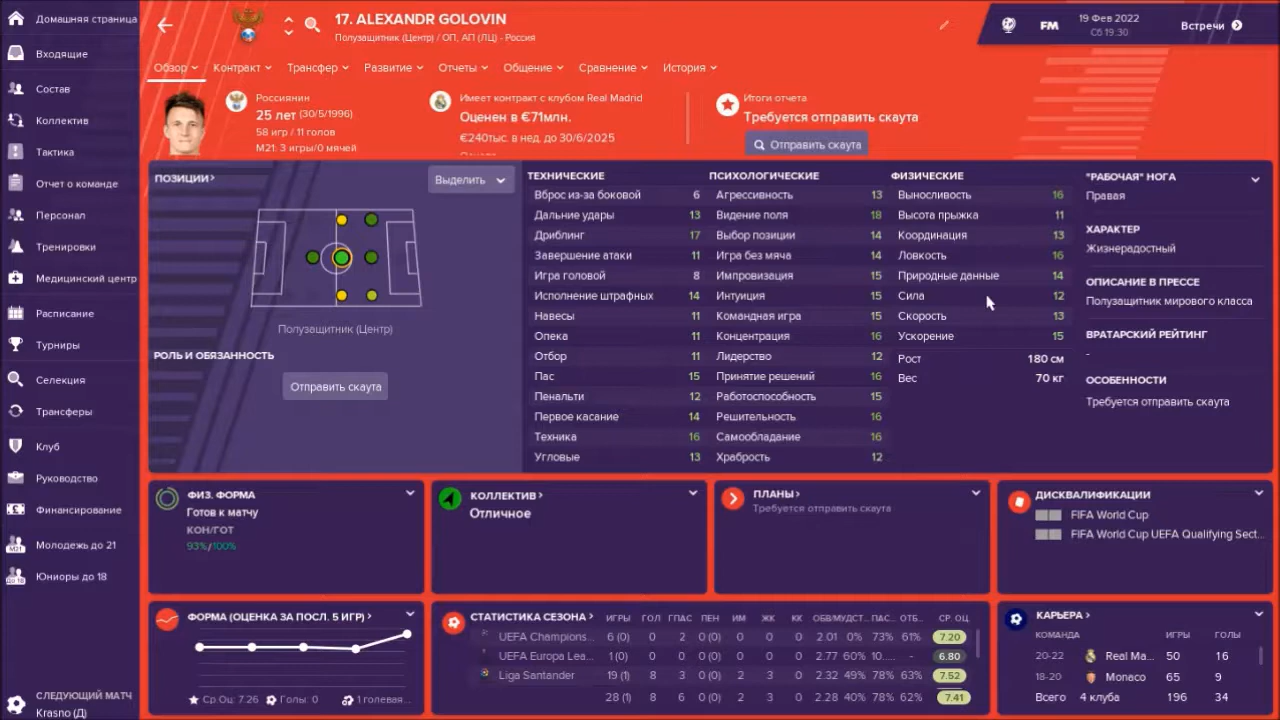 Домашняя страница
Входящие
Состав
Коллектив
Тактика
Отчет о команде
Персонал
Тренировки
Медицинский центр
Расписание
Турниры
Селекция
Трансферы
Клуб
Руководство
Финансирование
M21
Молодежь до 21
До 18
Юниоры до 18
СЛЕДУЮЩИЙ МАТЧ
Krasno (Д)
17. ALEXANDR GOLOVIN
Полузащитник (Центр) / ОП, АП (ЛЦ) - Россия
FM
19 Фев 2022
Сб 19:30
Встречи
Обзор Контракт Трансфер Развитие Отчеты Общение Сравнение История
Россиянин
25 лет (30/5/1996)
58 игр / 11 голов
М21: 3 игры/0 мячей
Имеет контракт с клубом Real Madrid
Оценен в €71млн.
€240тыс. в нед. до 30/6/2025
Итоги отчета
Требуется отправить скаута
Отправить скаута
ПОЗИЦИИ
Выделить
Полузащитник (Центр)
РОЛЬ И ОБЯЗАННОСТЬ
Отправить скаута
ТЕХНИЧЕСКИЕ
Вброс из-за боковой 6
Дальние удары 13
Дриблинг 17
Завершение атаки 11
Игра головой 8
Исполнение штрафных 14
Навесы 11
Опека 11
Отбор 11
Пас 15
Пенальти 12
Первое касание 14
Техника 16
Угловые 13
ПСИХОЛОГИЧЕСКИЕ
Агрессивность 13
Видение поля 18
Выбор позиции 14
Игра без мяча 14
Импровизация 15
Интуиция 15
Командная игра 15
Концентрация 16
Лидерство 12
Принятие решений 16
Работоспособность 15
Решительность 16
Самообладание 16
Храбрость 12
ФИЗИЧЕСКИЕ
Выносливость 16
Высота прыжка 11
Координация 13
Ловкость 16
Природные данные 14
Сила 12
Скорость 13
Ускорение 15
Рост 180 см
Вес 70 кг
"РАБОЧАЯ" НОГА
Правая
ХАРАКТЕР
Жизнерадостный
ОПИСАНИЕ В ПРЕССЕ
Полузащитник мирового класса
ВРАТАРСКИЙ РЕЙТИНГ
-
ОСОБЕННОСТИ
Требуется отправить скаута
ФИЗ. ФОРМА
Готов к матчу
КОН/ГОТ
93%/100%
КОЛЛЕКТИВ
Отличное
ПЛАНЫ
Требуется отправить скаута
ДИСКВАЛИФИКАЦИИ
FIFA World Cup
FIFA World Cup UEFA Qualifying Sect...
ФОРМА (ОЦЕНКА ЗА ПОСЛ. 5 ИГР)
Ср.Оц: 7.26 Голы: 0 1 голевая...
СТАТИСТИКА СЕЗОНА ИГРЫ ГОЛ ГПАС ПЕН ИМ ЖК КК ОБВ/МУДСТ... ПАС... ОТБ... СР. ОЦ.
UEFA Champions... 6 (0) 0 2 0 (0) 0 0 0 2.01 0% 73% 61% 7.20
UEFA Europa Lea... 1 (0) 0 0 0 (0) 0 0 0 2.77 60% 10..... - 6.80
Liga Santander 19 (1) 8 3 0 (0) 2 3 0 2.32 49% 78% 63% 7.52
28 (1) 8 6 0 (0) 2 3 0 2.28 40% 78% 62% 7.41
КАРЬЕРА
КОМАНДА ИГРЫ ГОЛЫ
20-22 Real Ma... 50 16
18-20 Monaco 65 9
Всего 4 клуба 196 34